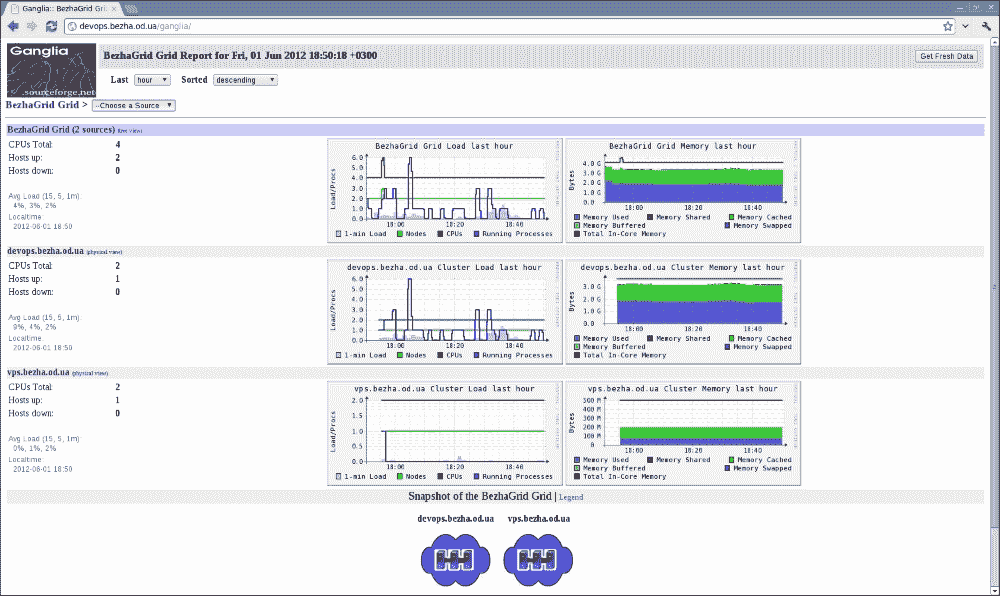 Ganglia:: BezhaGrid Gri
devops.bezha.od.ua/ganglia/
Ganglia
.sourceforge.net
BezhaGrid Grid Report for Fri, 01 Jun 2012 18:50:18 +0300
Get Fresh Data
Last hour Sorted descending
BezhaGrid Grid > --Choose a Source
BezhaGrid Grid (2 sources) (tree view)
CPUs Total: 4
Hosts up: 2
Hosts down: 0
Avg Load (15, 5, 1m):
4%, 3%, 2%
Localtime:
2012-06-01 18:50
BezhaGrid Grid Load last hour
Load/Procs
6.0
5.0
4.0
3.0
2.0
1.0
0.0
18:00 18:20 18:40
1-min Load Nodes CPUs Running Processes
BezhaGrid Grid Memory last hour
Bytes
4.0 G
3.0 G
2.0 G
1.0 G
0.0
18:00 18:20 18:40
Memory Used Memory Shared Memory Cached
Memory Buffered Memory Swapped
Total In-Core Memory
devops.bezha.od.ua (physical view)
CPUs Total: 2
Hosts up: 1
Hosts down: 0
Avg Load (15, 5, 1m):
9%, 4%, 2%
Localtime:
2012-06-01 18:50
devops.bezha.od.ua Cluster Load last hour
Load/Procs
6.0
5.0
4.0
3.0
2.0
1.0
0.0
18:00 18:20 18:40
1-min Load Nodes CPUs Running Processes
devops.bezha.od.ua Cluster Memory last hour
Bytes
3.0 G
2.0 G
1.0 G
0.0
18:00 18:20 18:40
Memory Used Memory Shared Memory Cached
Memory Buffered Memory Swapped
Total In-Core Memory
vps.bezha.od.ua (physical view)
CPUs Total: 2
Hosts up: 1
Hosts down: 0
Avg Load (15, 5, 1m):
0%, 1%, 2%
Localtime:
2012-06-01 18:50
vps.bezha.od.ua Cluster Load last hour
Load/Procs
2.0
1.5
1.0
0.5
0.0
18:00 18:20 18:40
1-min Load Nodes CPUs Running Processes
vps.bezha.od.ua Cluster Memory last hour
Bytes
500 M
400 M
300 M
200 M
100 M
0
18:00 18:20 18:40
Memory Used Memory Shared Memory Cached
Memory Buffered Memory Swapped
Total In-Core Memory
Snapshot of the BezhaGrid Grid | Legend
devops.bezha.od.ua vps.bezha.od.ua